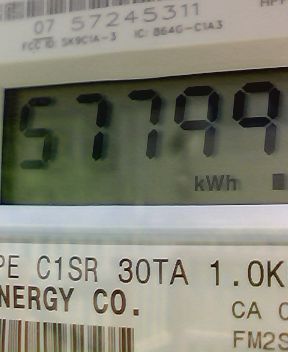 07 57245311
FCC ID: SK9C1A-3 IC: 864G-C1A3
57799
kWh
PE C1SR 30TA 1.0K
NERGY CO.
CA
FM2S